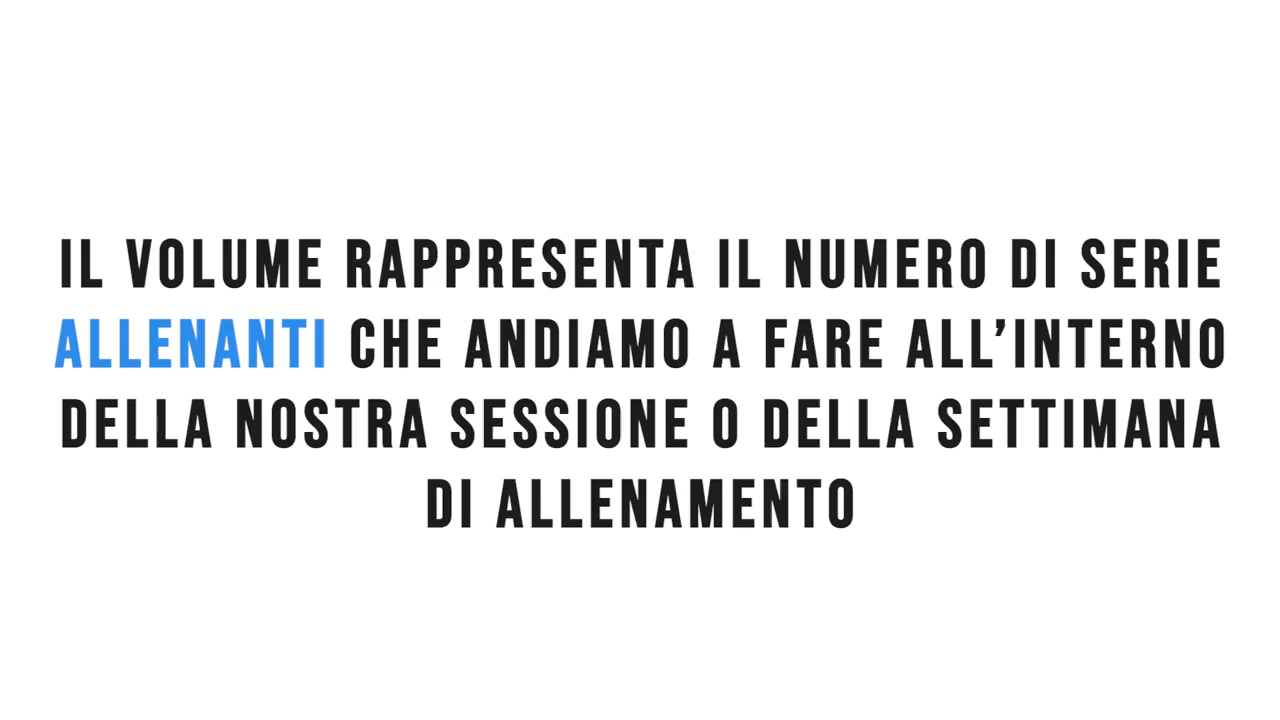 IL VOLUME RAPPRESENTA IL NUMERO DI SERIE
ALLENANTI CHE ANDIAMO A FARE ALL’INTERNO
DELLA NOSTRA SESSIONE O DELLA SETTIMANA
DI ALLENAMENTO